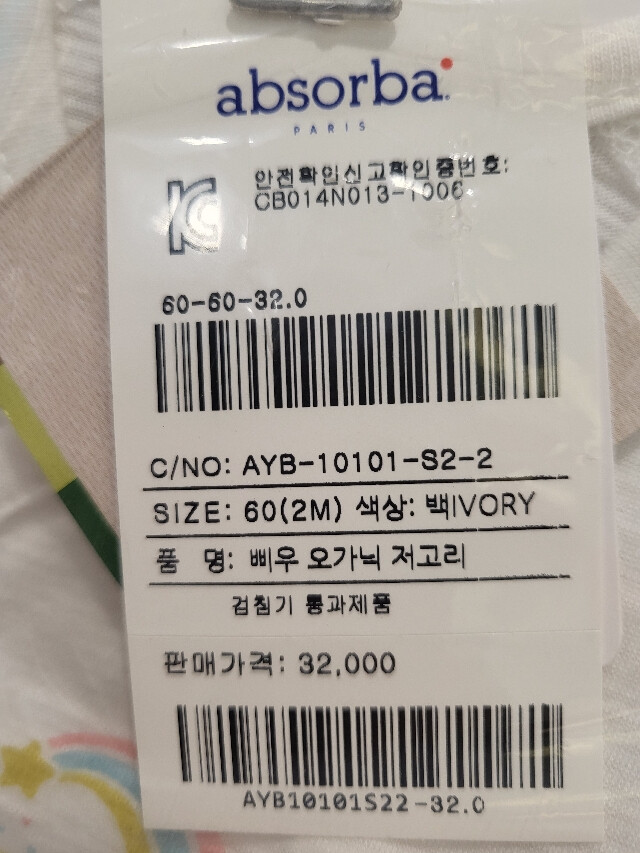 absorba.
PARIS
안전확인신고확인증번호:
CB014N013-1006
60-60-32.0
C/NO: AYB-10101-S2-2
SIZE: 60(2M) 색상: 백IVORY
품 명: 삐우 오가닉 저고리
검침기 통과제품
판매가격: 32,000
AYB10101S22-32.0